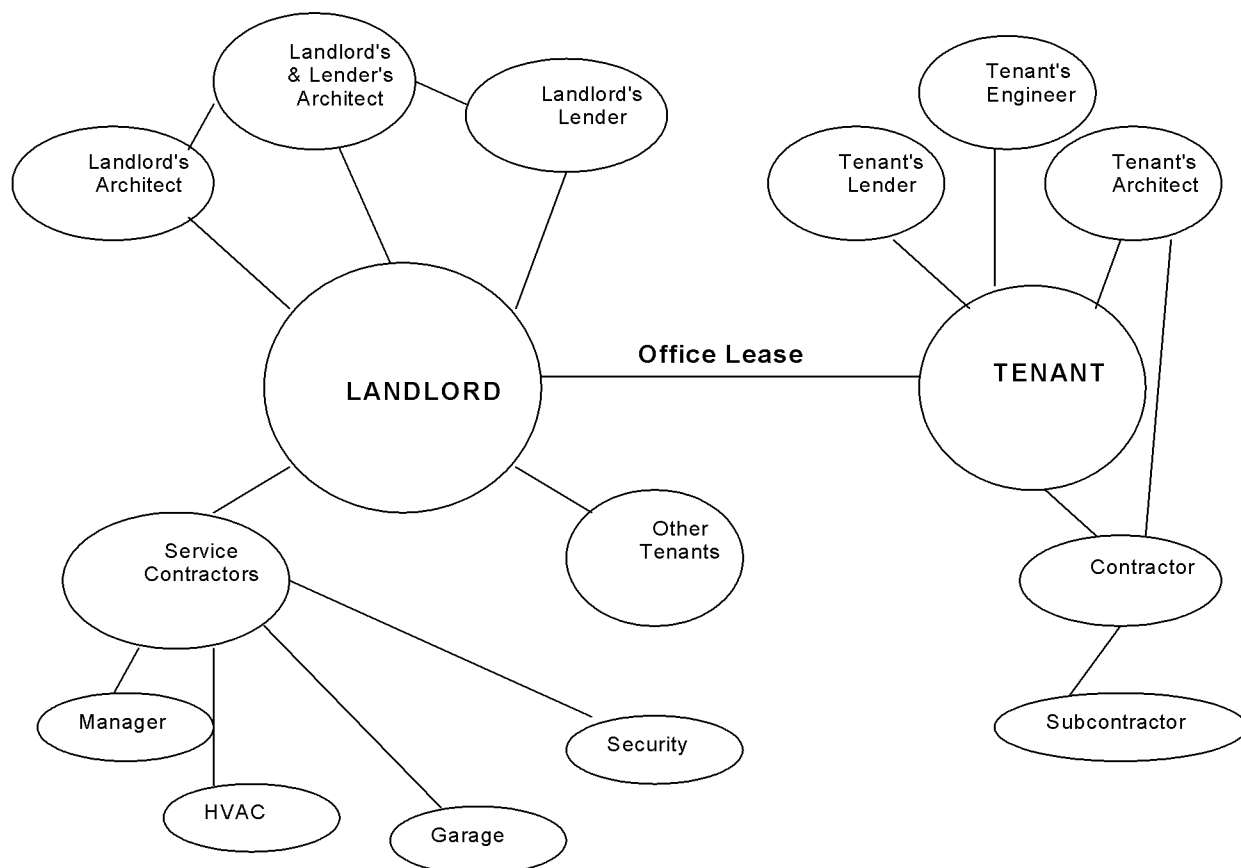 Landlord's
& Lender's
Architect
Landlord's
Lender
Landlord's
Architect
Tenant's
Engineer
Tenant's
Lender
Tenant's
Architect
Office Lease
LANDLORD
TENANT
Service
Contractors
Other
Tenants
Contractor
Manager
Security
Subcontractor
HVAC
Garage